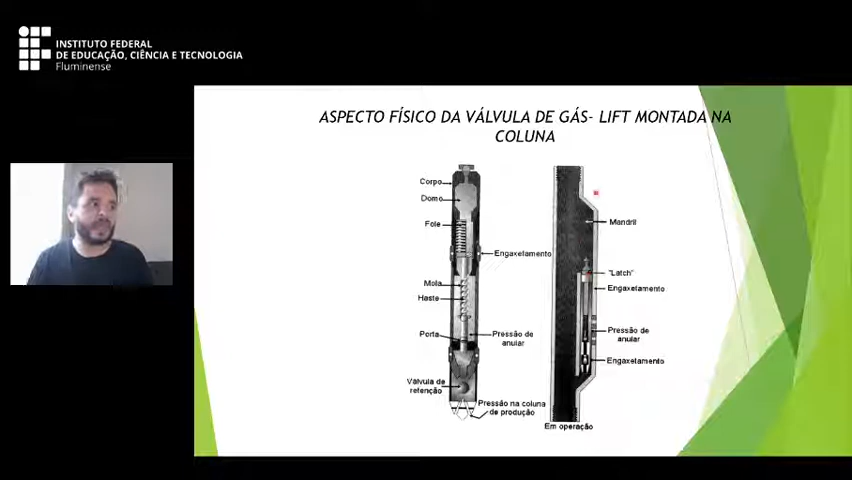 INSTITUTO FEDERAL
DE EDUCAÇÃO, CIÊNCIA E TECNOLOGIA
Fluminense
ASPECTO FÍSICO DA VÁLVULA DE GÁS- LIFT MONTADA NA
COLUNA
Corpo
Domo
Fole
Engaxetamento
Mola
Haste
Porta
Pressão de
anular
Válvula de
retenção
Pressão na coluna
de produção
Mandril
"Latch"
Engaxetamento
Pressão de
anular
Engaxetamento
Em operação